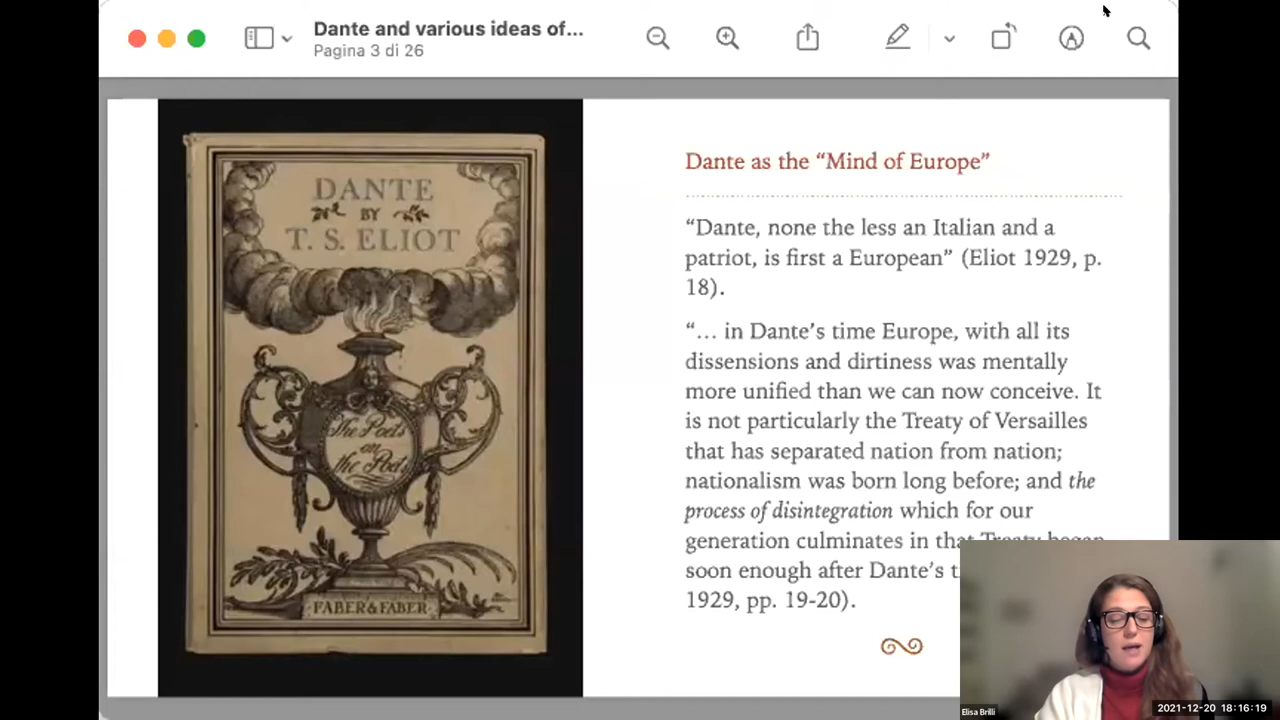 Dante and various ideas of...
Pagina 3 di 26
DANTE
BY
T. S. ELIOT
The Poets
on
the Poets
FABER & FABER
Dante as the “Mind of Europe”
“Dante, none the less an Italian and a
patriot, is first a European” (Eliot 1929, p.
18).
“… in Dante’s time Europe, with all its
dissensions and dirtiness was mentally
more unified than we can now conceive. It
is not particularly the Treaty of Versailles
that has separated nation from nation;
nationalism was born long before; and the
process of disintegration which for our
generation culminates in that Treaty began
soon enough after Dante’s
1929, pp. 19-20).
Elisa Brilli
2021-12-20 18:16:19